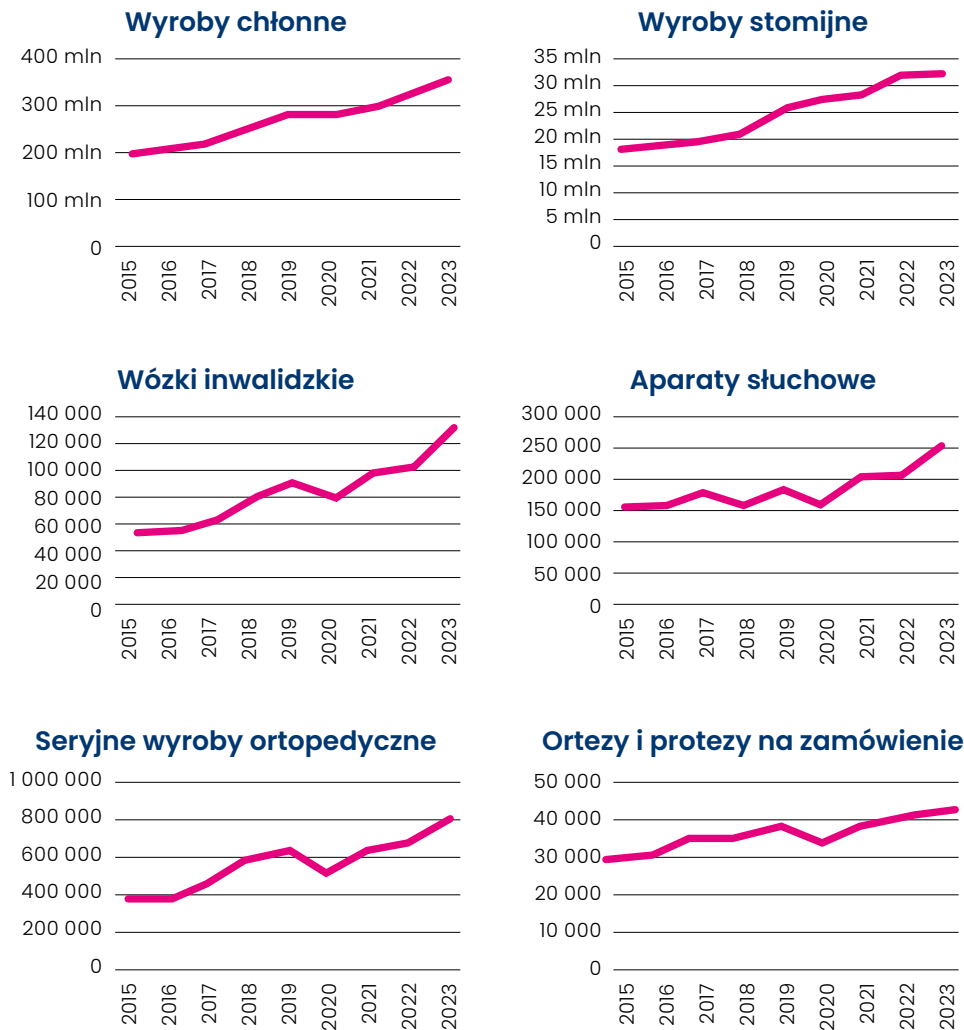 Wyroby chłonne
400 mln
300 mln
200 mln
100 mln
0
2015 2016 2017 2018 2019 2020 2021 2022 2023
Wyroby stomijne
35 mln
30 mln
25 mln
20 mln
15 mln
10 mln
5 mln
0
2015 2016 2017 2018 2019 2020 2021 2022 2023
Wózki inwalidzkie
140 000
120 000
100 000
80 000
60 000
40 000
20 000
0
2015 2016 2017 2018 2019 2020 2021 2022 2023
Aparaty słuchowe
300 000
250 000
200 000
150 000
100 000
50 000
0
2015 2016 2017 2018 2019 2020 2021 2022 2023
Seryjne wyroby ortopedyczne
1 000 000
800 000
600 000
400 000
200 000
0
2015 2016 2017 2018 2019 2020 2021 2022 2023
Ortezy i protezy na zamówienie
50 000
40 000
30 000
20 000
10 000
0
2015 2016 2017 2018 2019 2020 2021 2022 2023